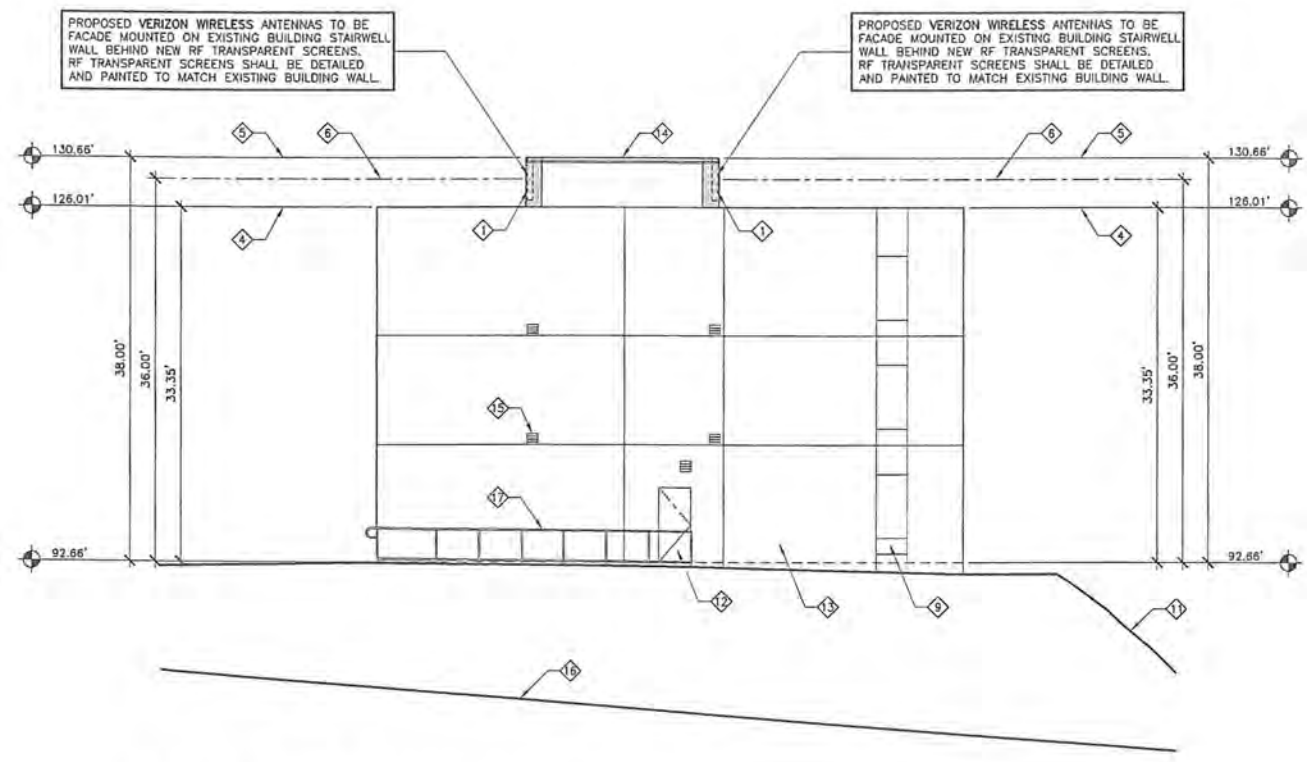 PROPOSED VERIZON WIRELESS ANTENNAS TO BE
FACADE MOUNTED ON EXISTING BUILDING STAIRWELL
WALL BEHIND NEW RF TRANSPARENT SCREENS.
RF TRANSPARENT SCREENS SHALL BE DETAILED
AND PAINTED TO MATCH EXISTING BUILDING WALL.
PROPOSED VERIZON WIRELESS ANTENNAS TO BE
FACADE MOUNTED ON EXISTING BUILDING STAIRWELL
WALL BEHIND NEW RF TRANSPARENT SCREENS.
RF TRANSPARENT SCREENS SHALL BE DETAILED
AND PAINTED TO MATCH EXISTING BUILDING WALL.
5
6
14
6
5
130.66'
130.66'
126.01'
126.01'
4
1
1
4
38.00'
36.00'
33.35'
33.35'
36.00'
38.00'
15
17
92.66'
92.66'
12
13
9
11
16